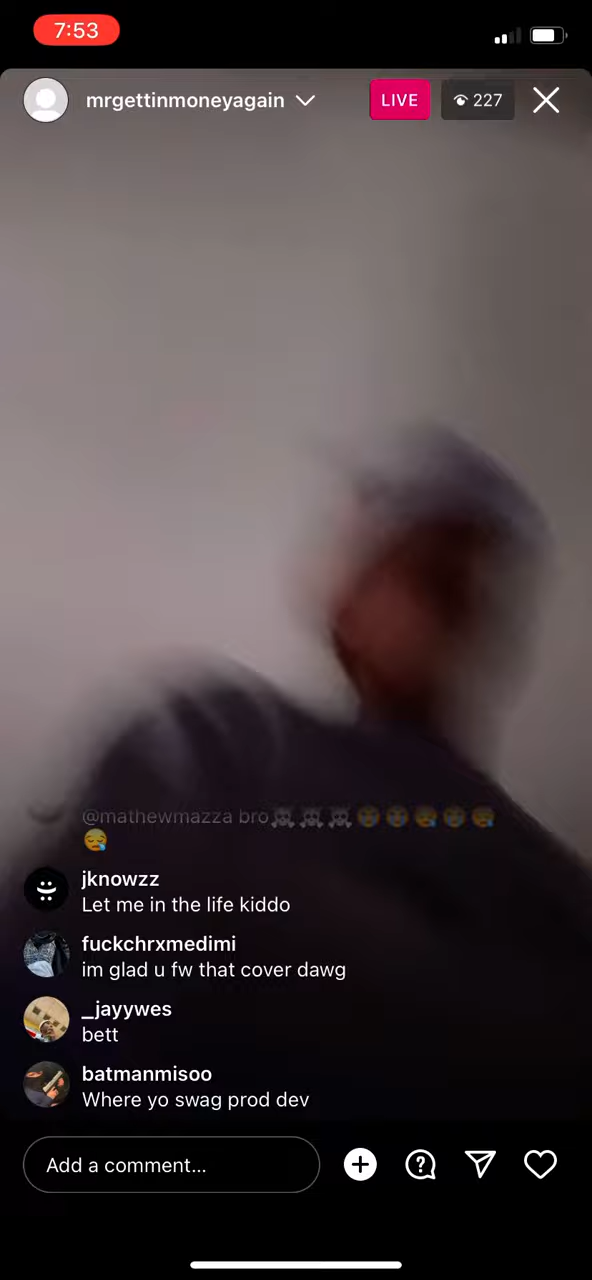 7:53
mrgettinmoneyagain
LIVE
227
@mathewmazza bro☠️☠️☠️😪😪😪😪😪
😪
jknowzz
Let me in the life kiddo
fuckchrxmedimi
im glad u fw that cover dawg
_jayywes
bett
batmanmisoo
Where yo swag prod dev
Add a comment...